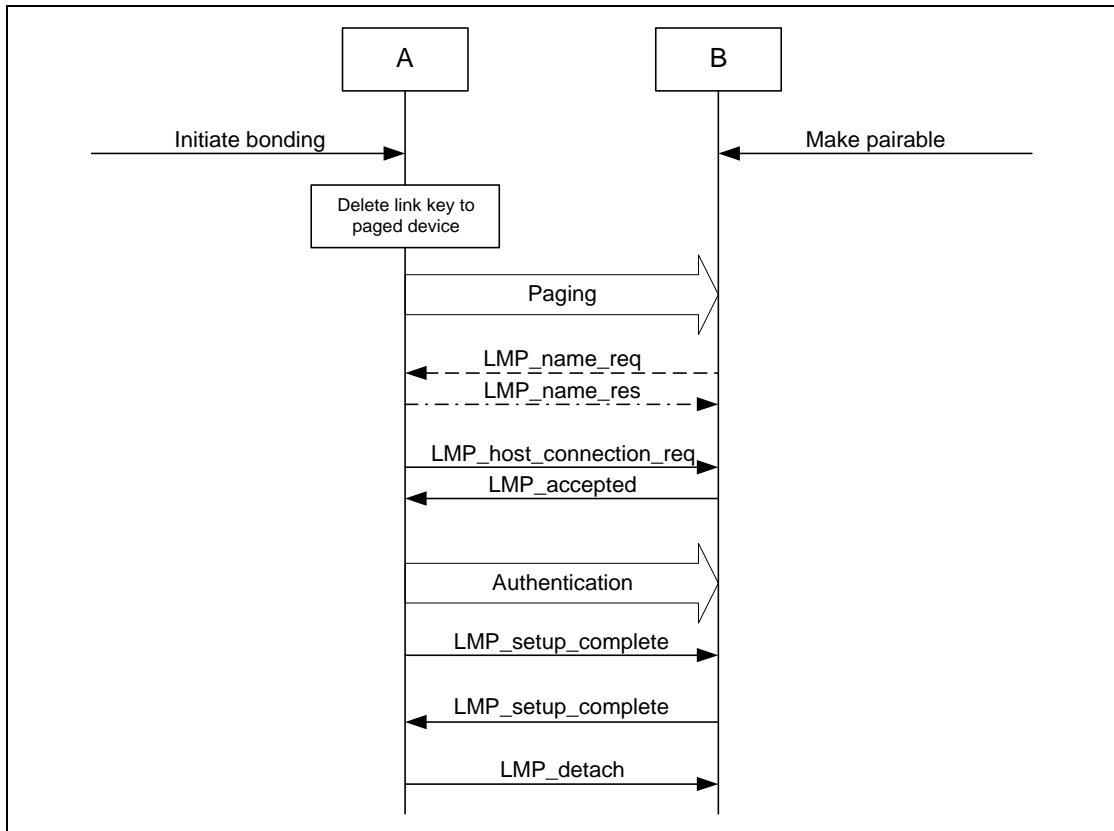 A
B
Initiate bonding
Make pairable
Delete link key to
paged device
Paging
LMP_name_req
LMP_name_res
LMP_host_connection_req
LMP_accepted
Authentication
LMP_setup_complete
LMP_setup_complete
LMP_detach